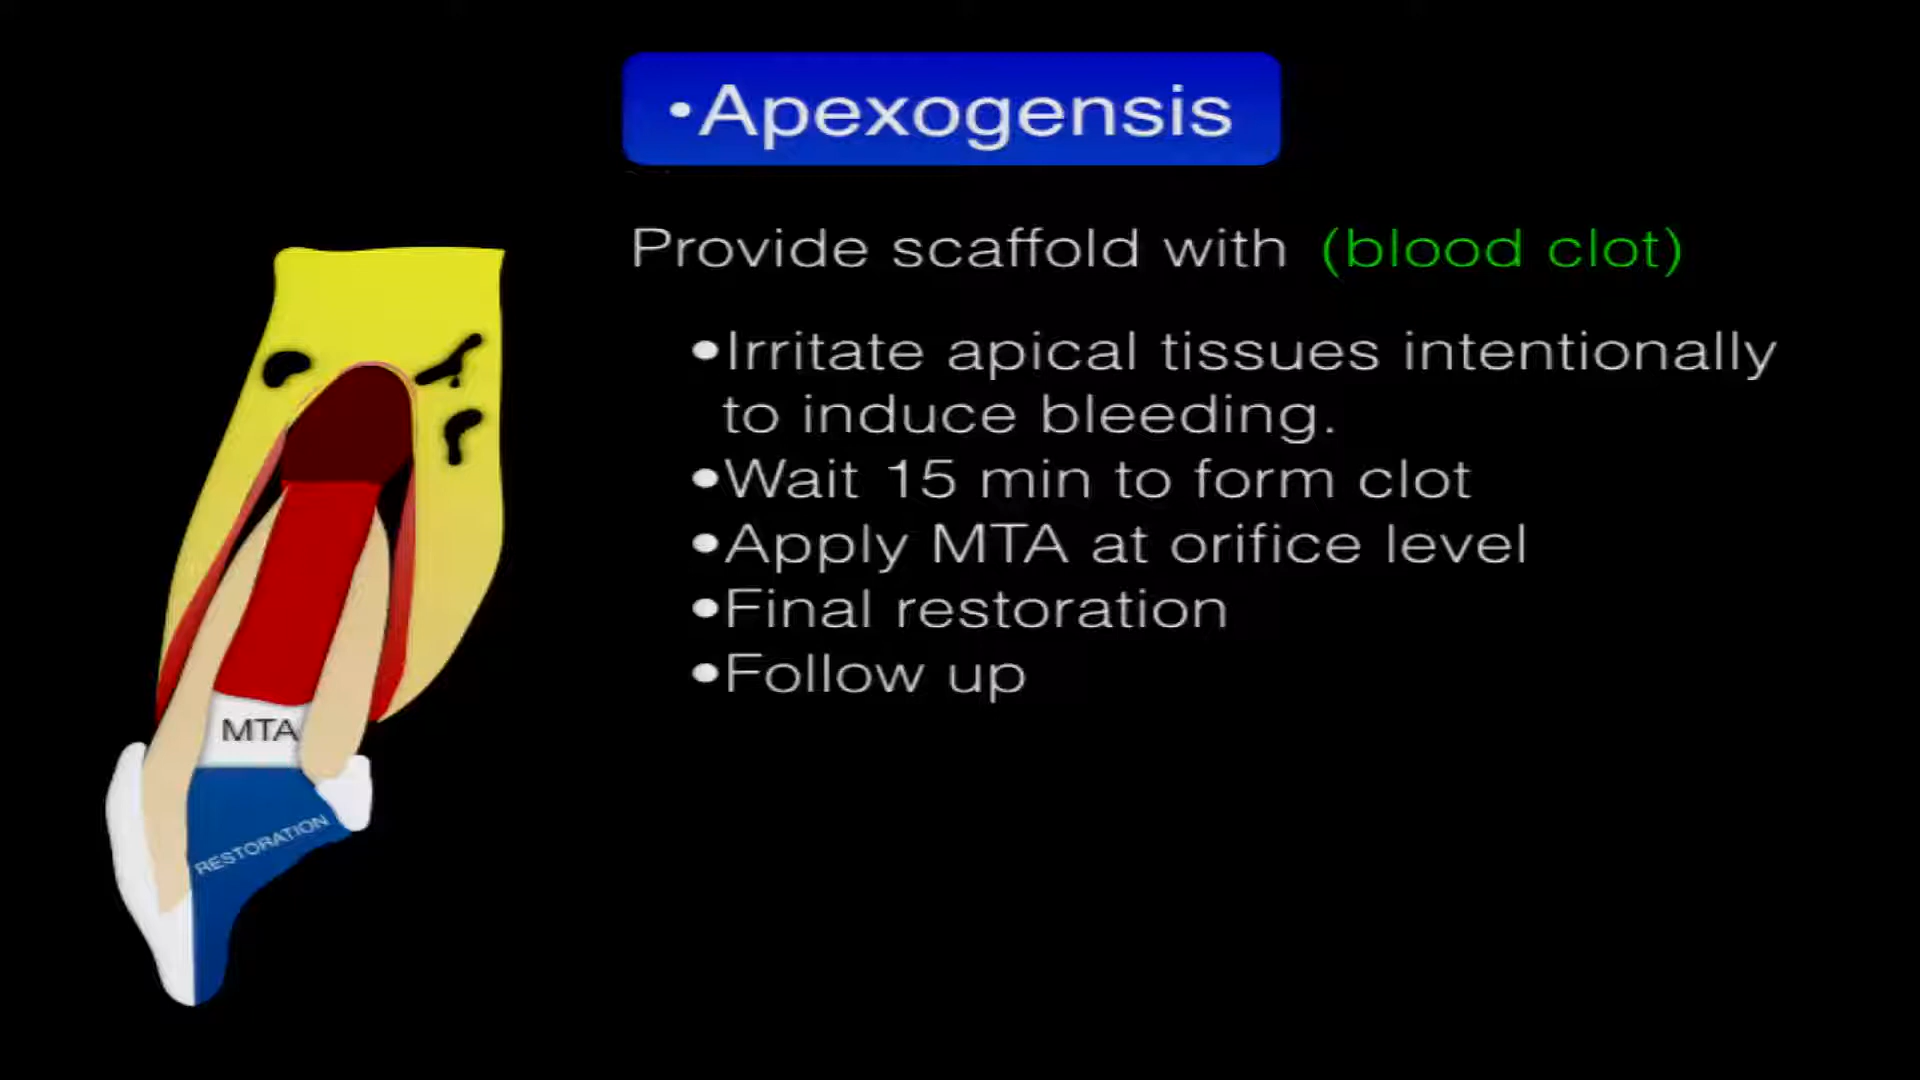 •Apexogensis
Provide scaffold with (blood clot)
•Irritate apical tissues intentionally
to induce bleeding.
•Wait 15 min to form clot
•Apply MTA at orifice level
•Final restoration
•Follow up
MTA
RESTORATION